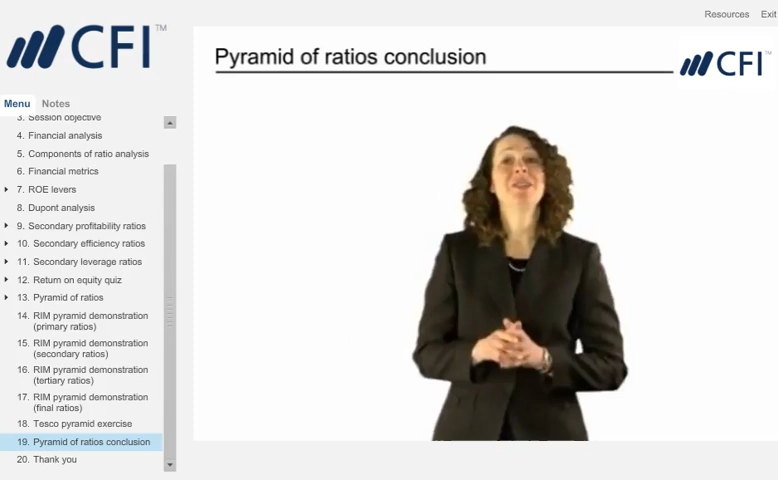 Resources Exit
CFI™
Pyramid of ratios conclusion
CFI™
Menu Notes
3. Session objective
4. Financial analysis
5. Components of ratio analysis
6. Financial metrics
7. ROE levers
8. Dupont analysis
9. Secondary profitability ratios
10. Secondary efficiency ratios
11. Secondary leverage ratios
12. Return on equity quiz
13. Pyramid of ratios
14. RIM pyramid demonstration
(primary ratios)
15. RIM pyramid demonstration
(secondary ratios)
16. RIM pyramid demonstration
(tertiary ratios)
17. RIM pyramid demonstration
(final ratios)
18. Tesco pyramid exercise
19. Pyramid of ratios conclusion
20. Thank you